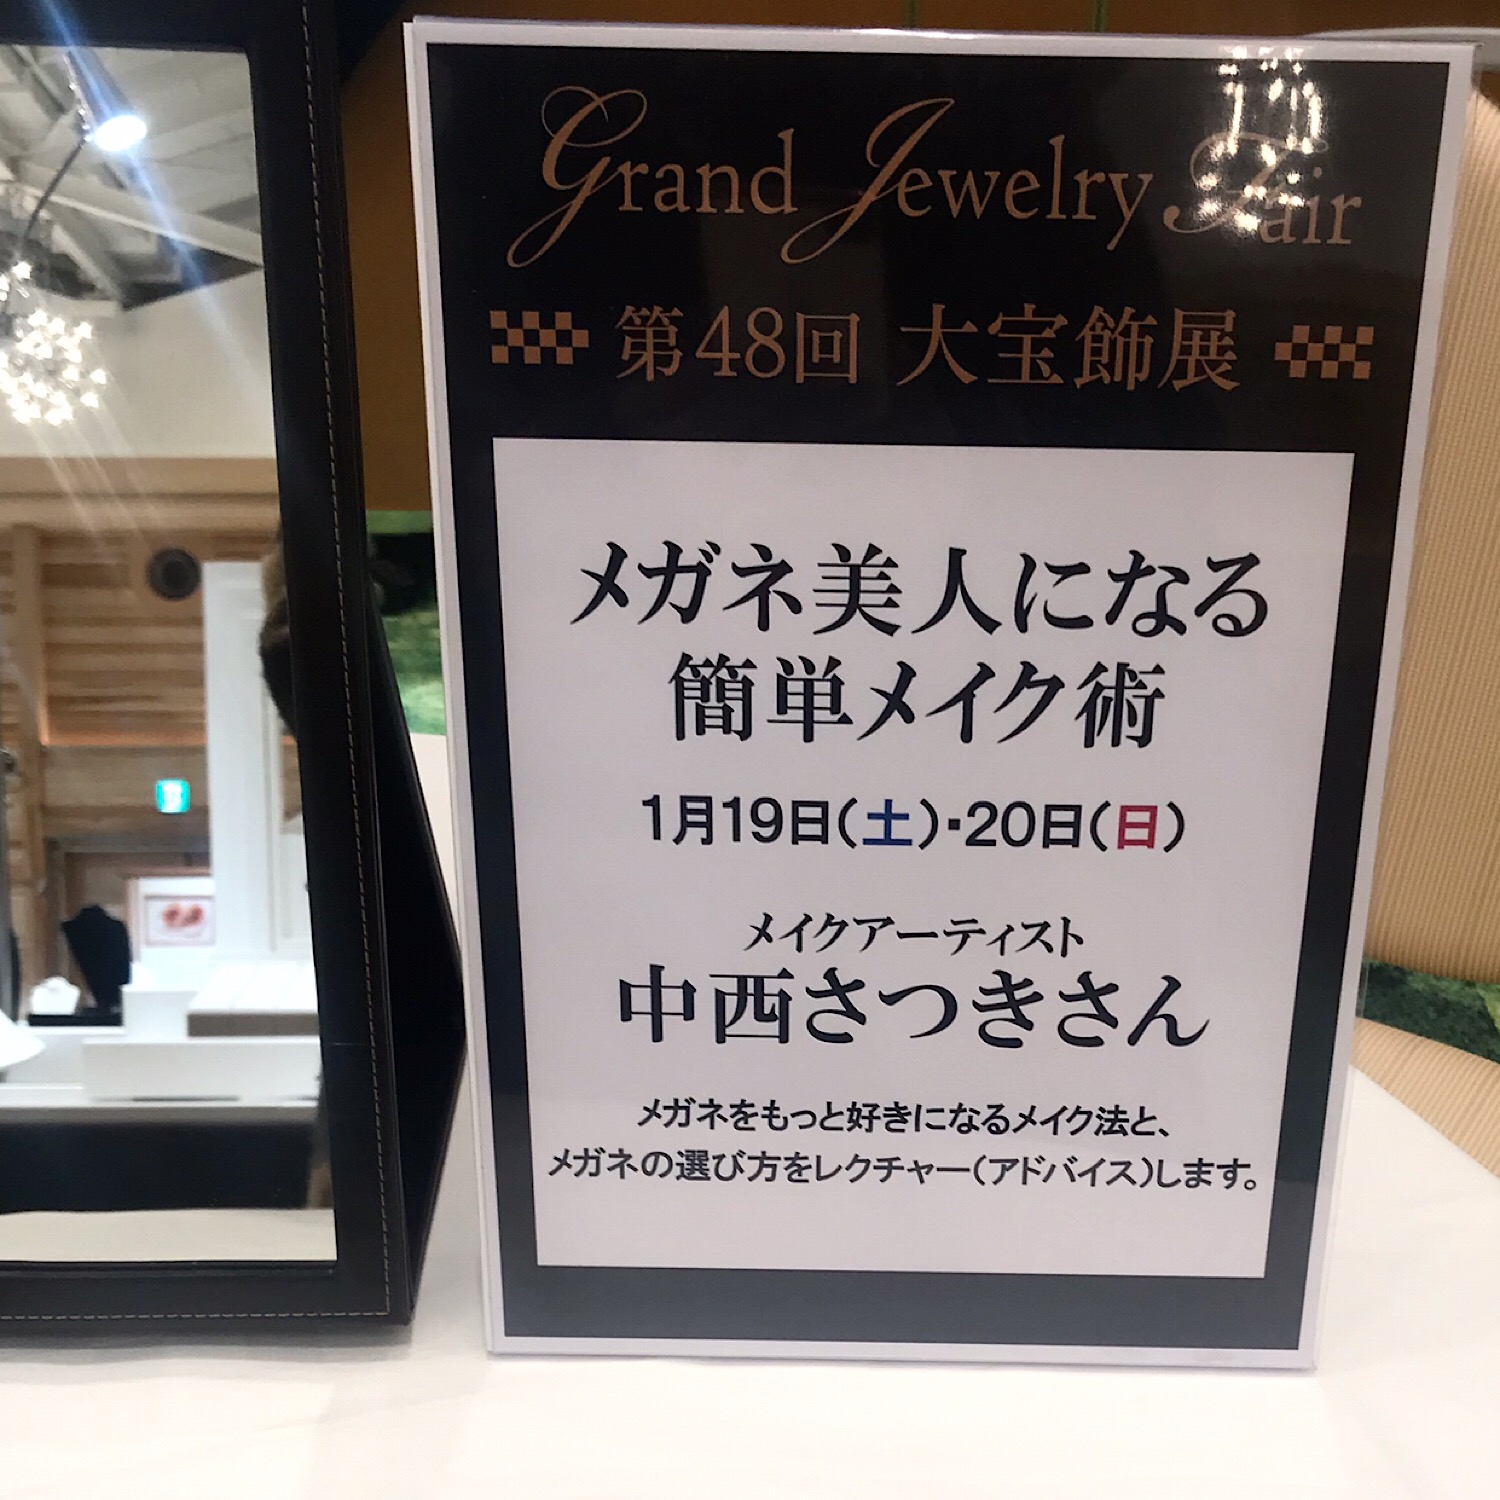 Grand Jewelry Fair
第48回 大宝飾展
メガネ美人になる
簡単メイク術
1月19日(土)・20日(日)
メイクアーティスト
中西さつきさん
メガネをもっと好きになるメイク法と、
メガネの選び方をレクチャー(アドバイス)します。